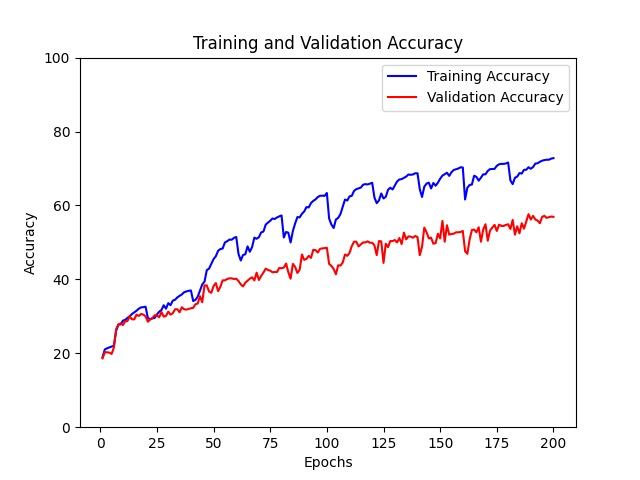 Training and Validation Accuracy
Training Accuracy
Validation Accuracy
100
80
60
40
20
0
Accuracy
0 25 50 75 100 125 150 175 200
Epochs